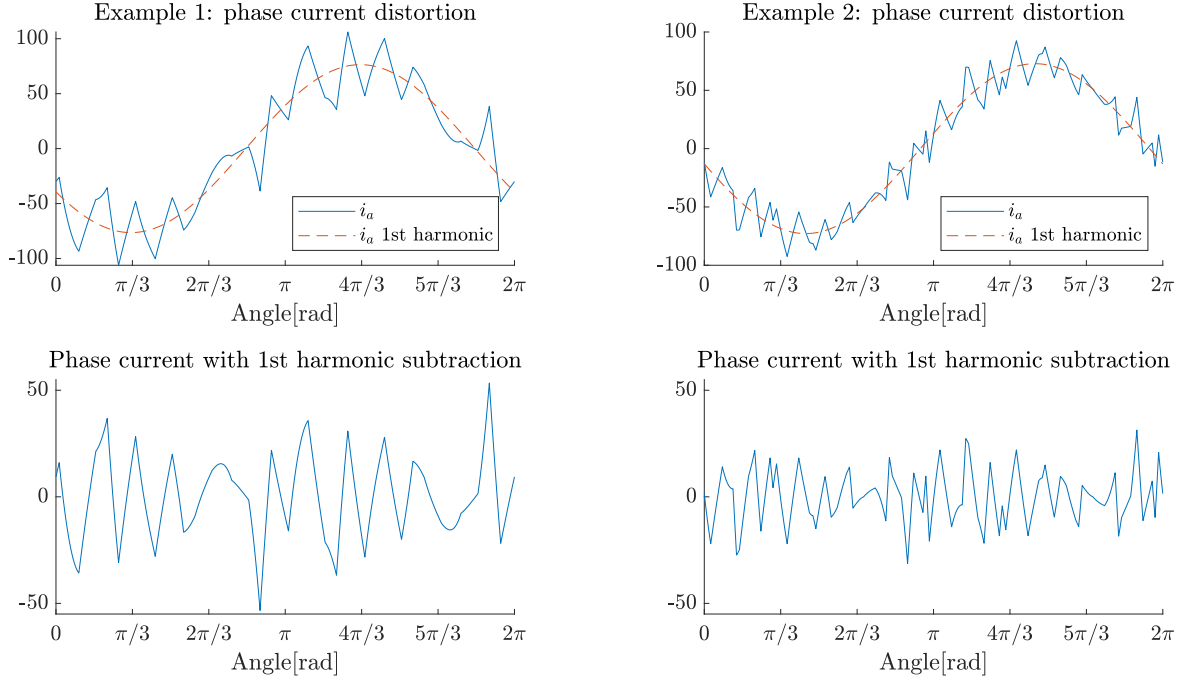 Example 1: phase current distortion
100
50
0
-50
-100
i_a
i_a 1st harmonic
0 π/3 2π/3 π 4π/3 5π/3 2π
Angle[rad]
Example 2: phase current distortion
100
50
0
-50
-100
i_a
i_a 1st harmonic
0 π/3 2π/3 π 4π/3 5π/3 2π
Angle[rad]
Phase current with 1st harmonic subtraction
50
0
-50
0 π/3 2π/3 π 4π/3 5π/3 2π
Angle[rad]
Phase current with 1st harmonic subtraction
50
0
-50
0 π/3 2π/3 π 4π/3 5π/3 2π
Angle[rad]